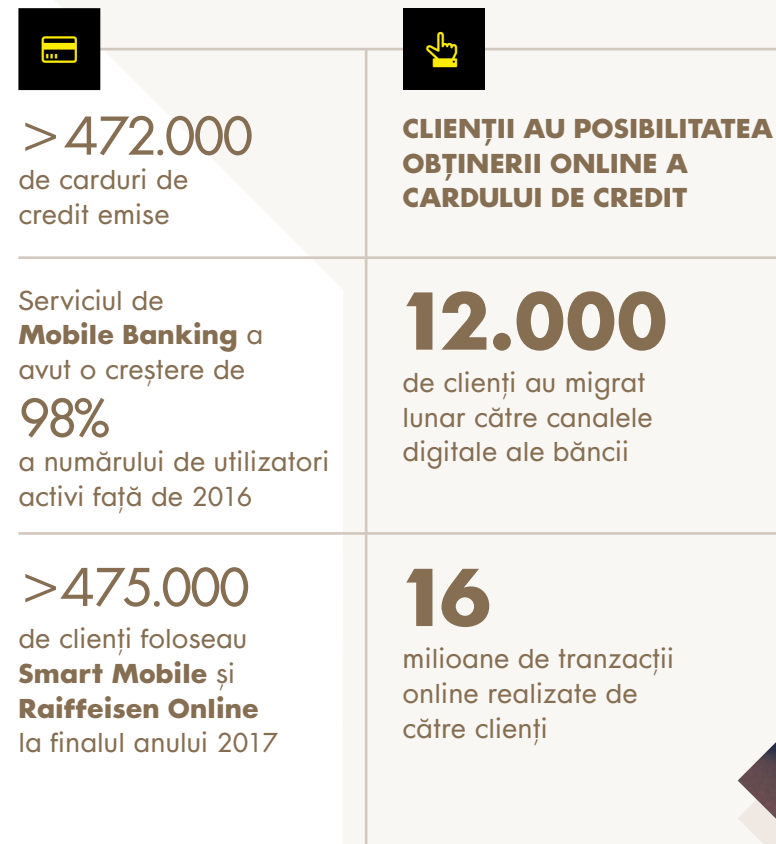 >472.000
de carduri de
credit emise
CLIENȚII AU POSIBILITATEA
OBȚINERII ONLINE A
CARDULUI DE CREDIT
Serviciul de
Mobile Banking a
avut o creștere de
98%
a numărului de utilizatori
activi față de 2016
12.000
de clienți au migrat
lunar către canalele
digitale ale băncii
>475.000
de clienți foloseau
Smart Mobile și
Raiffeisen Online
la finalul anului 2017
16
milioane de tranzacții
online realizate de
către clienți